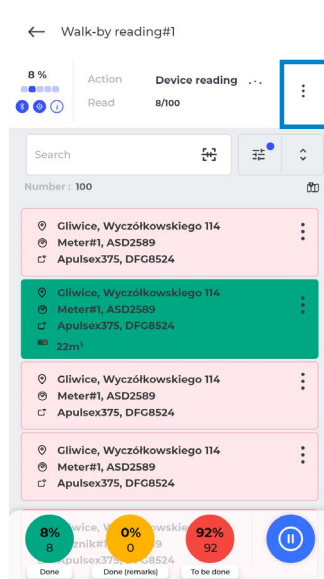 Walk-by reading#1
8 %
Action
Device reading
Read
8/100
Search
Number : 100
Gliwice, Wyczółkowskiego 114
Meter#1, ASD2589
Apulsex375, DFG8524
Gliwice, Wyczółkowskiego 114
Meter#1, ASD2589
Apulsex375, DFG8524
22m³
Gliwice, Wyczółkowskiego 114
Meter#1, ASD2589
Apulsex375, DFG8524
Gliwice, Wyczółkowskiego 114
Meter#1, ASD2589
Apulsex375, DFG8524
8%
8
Done
0%
0
Done (remarks)
92%
92
To be done